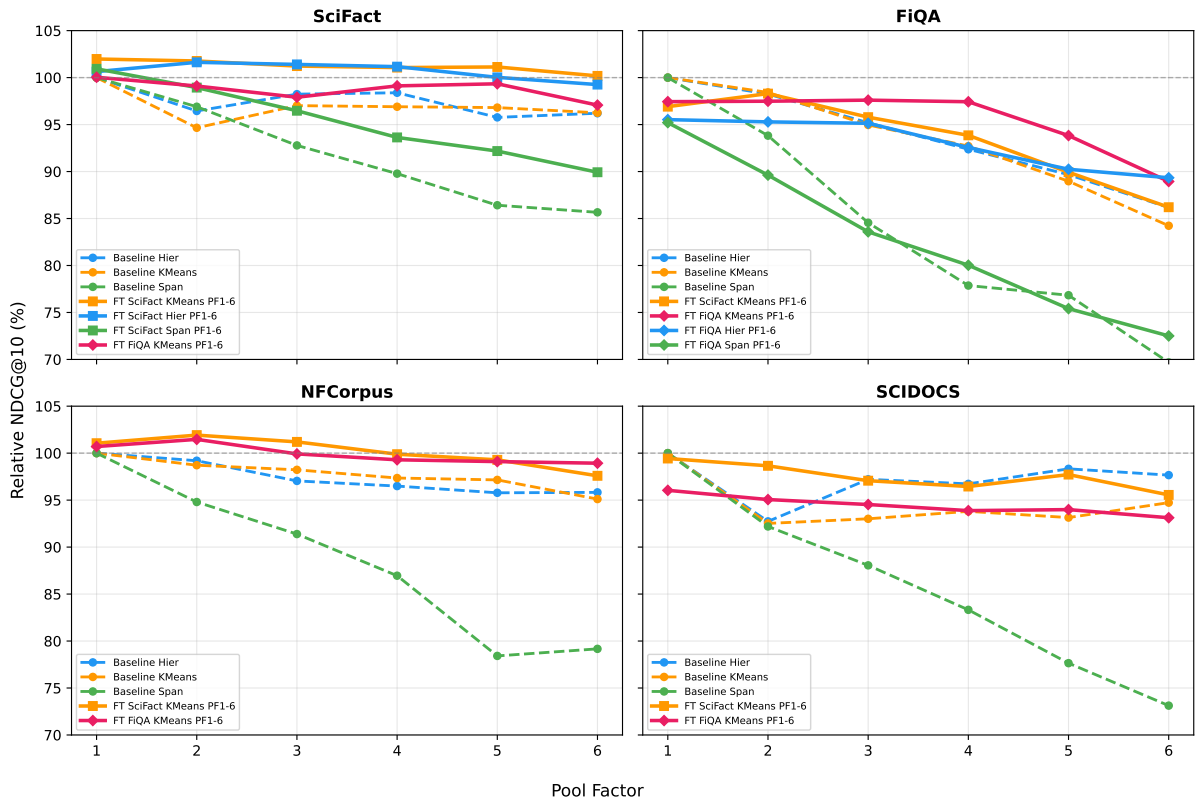 SciFact
105
100
95
90
85
80
75
70
Baseline Hier
Baseline KMeans
Baseline Span
FT SciFact KMeans PF1-6
FT SciFact Hier PF1-6
FT SciFact Span PF1-6
FT FiQA KMeans PF1-6
FiQA
Baseline Hier
Baseline KMeans
Baseline Span
FT SciFact KMeans PF1-6
FT FiQA KMeans PF1-6
FT FiQA Hier PF1-6
FT FiQA Span PF1-6
Relative NDCG@10 (%)
NFCorpus
105
100
95
90
85
80
75
70
Baseline Hier
Baseline KMeans
Baseline Span
FT SciFact KMeans PF1-6
FT FiQA KMeans PF1-6
1 2 3 4 5 6
SCIDOCS
Baseline Hier
Baseline KMeans
Baseline Span
FT SciFact KMeans PF1-6
FT FiQA KMeans PF1-6
1 2 3 4 5 6
Pool Factor